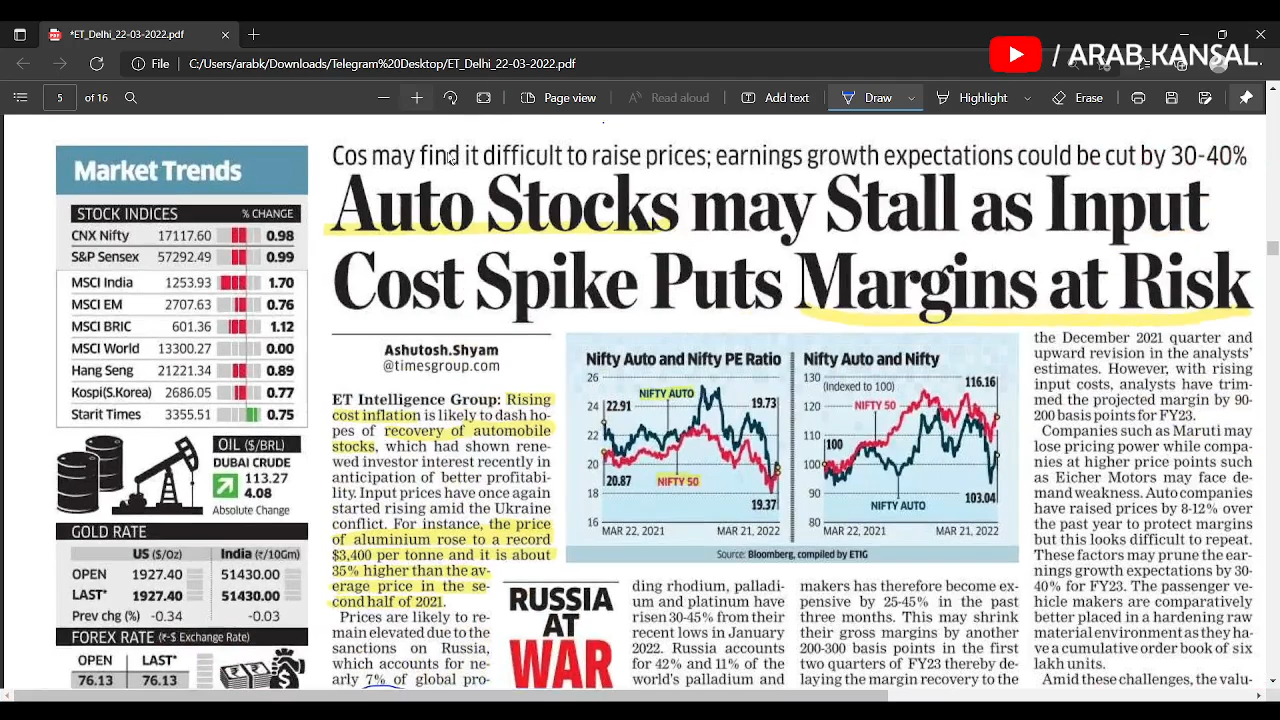 *ET_Delhi_22-03-2022.pdf
File C:/Users/arabk/Downloads/Telegram%20Desktop/ET_Delhi_22-03-2022.pdf
/ ARAB KANSAL.
5 of 16
Page view
Read aloud
Add text
Draw
Highlight
Erase
Market Trends
STOCK INDICES % CHANGE
CNX Nifty 17117.60 0.98
S&P Sensex 57292.49 0.99
MSCI India 1253.93 1.70
MSCI EM 2707.63 0.76
MSCI BRIC 601.36 1.12
MSCI World 13300.27 0.00
Hang Seng 21221.34 0.89
Kospi(S.Korea) 2686.05 0.77
Starit Times 3355.51 0.75
OIL ($/BRL)
DUBAI CRUDE
113.27
4.08
Absolute Change
GOLD RATE
US ($/Oz) India (₹/10Gm)
OPEN 1927.40 51430.00
LAST* 1927.40 51430.00
Prev chg (%) -0.34 -0.03
FOREX RATE (₹-$ Exchange Rate)
OPEN LAST*
76.13 76.13
Cos may find it difficult to raise prices; earnings growth expectations could be cut by 30-40%
Auto Stocks may Stall as Input
Cost Spike Puts Margins at Risk
Ashutosh.Shyam
@timesgroup.com
ET Intelligence Group: Rising
cost inflation is likely to dash ho-
pes of recovery of automobile
stocks, which had shown rene-
wed investor interest recently in
anticipation of better profitabi-
lity. Input prices have once again
started rising amid the Ukraine
conflict. For instance, the price
of aluminium rose to a record
$3,400 per tonne and it is about
35% higher than the av-
erage price in the se-
cond half of 2021.
Prices are likely to re-
main elevated due to the
sanctions on Russia,
which accounts for ne-
arly 7% of global pro-
Nifty Auto and Nifty PE Ratio
26
24
22
20
18
16
NIFTY AUTO
22.91
19.73
20.87
NIFTY 50
19.37
MAR 22, 2021 MAR 21, 2022
Nifty Auto and Nifty
130
120
110
100
90
80
(Indexed to 100)
116.16
NIFTY 50
100
NIFTY AUTO
103.04
MAR 22, 2021 MAR 21, 2022
Source: Bloomberg, compiled by ETIG
RUSSIA
AT
WAR
ding rhodium, palladi-
um and platinum have
risen 30-45% from their
recent lows in January
2022. Russia accounts
for 42% and 11% of the
world's palladium and
makers has therefore become ex-
pensive by 25-45% in the past
three months. This may shrink
their gross margins by another
200-300 basis points in the first
two quarters of FY23 thereby de-
laying the margin recovery to the
the December 2021 quarter and
upward revision in the analysts'
estimates. However, with rising
input costs, analysts have trim-
med the projected margin by 90-
200 basis points for FY23.
Companies such as Maruti may
lose pricing power while compa-
nies at higher price points such
as Eicher Motors may face de-
mand weakness. Auto companies
have raised prices by 8-12% over
the past year to protect margins
but this looks difficult to repeat.
These factors may prune the ear-
nings growth expectations by 30-
40% for FY23. The passenger ve-
hicle makers are comparatively
better placed in a hardening raw
material environment as they ha-
ve a cumulative order book of six
lakh units.
Amid these challenges, the valu-